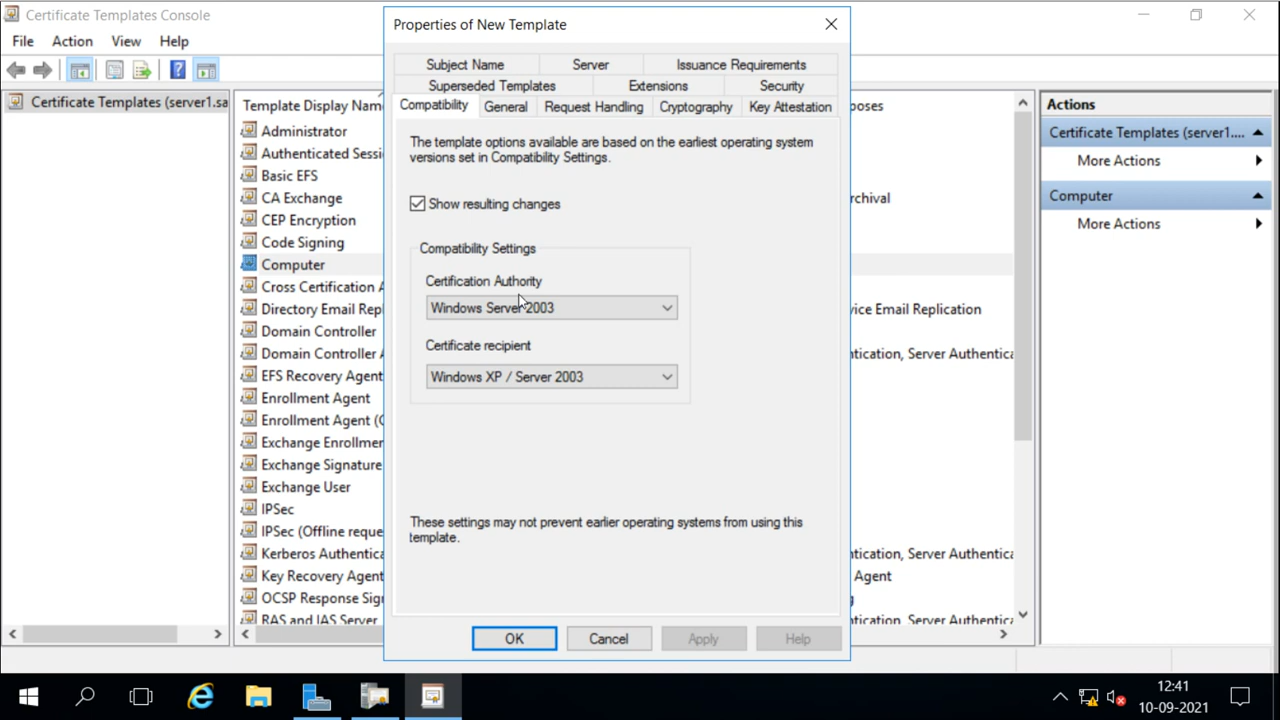 Certificate Templates Console
File Action View Help
Certificate Templates (server1.sa
Template Display Nam
Administrator
Authenticated Sessi
Basic EFS
CA Exchange
CEP Encryption
Code Signing
Computer
Cross Certification A
Directory Email Repl
Domain Controller
Domain Controller A
EFS Recovery Agent
Enrollment Agent
Enrollment Agent (C
Exchange Enrollmen
Exchange Signature
Exchange User
IPSec
IPSec (Offline reque
Kerberos Authentica
Key Recovery Agent
OCSP Response Sig
RAS and IAS Server
Properties of New Template
Subject Name Server Issuance Requirements
Superseded Templates Extensions Security
Compatibility General Request Handling Cryptography Key Attestation
The template options available are based on the earliest operating system
versions set in Compatibility Settings.
Show resulting changes
Compatibility Settings
Certification Authority
Windows Server 2003
Certificate recipient
Windows XP / Server 2003
These settings may not prevent earlier operating systems from using this
template.
OK Cancel Apply Help
poses
rchival
vice Email Replication
ntication, Server Authentica
ntication, Server Authentica
Agent
Actions
Certificate Templates (server1....
More Actions
Computer
More Actions
12:41
10-09-2021